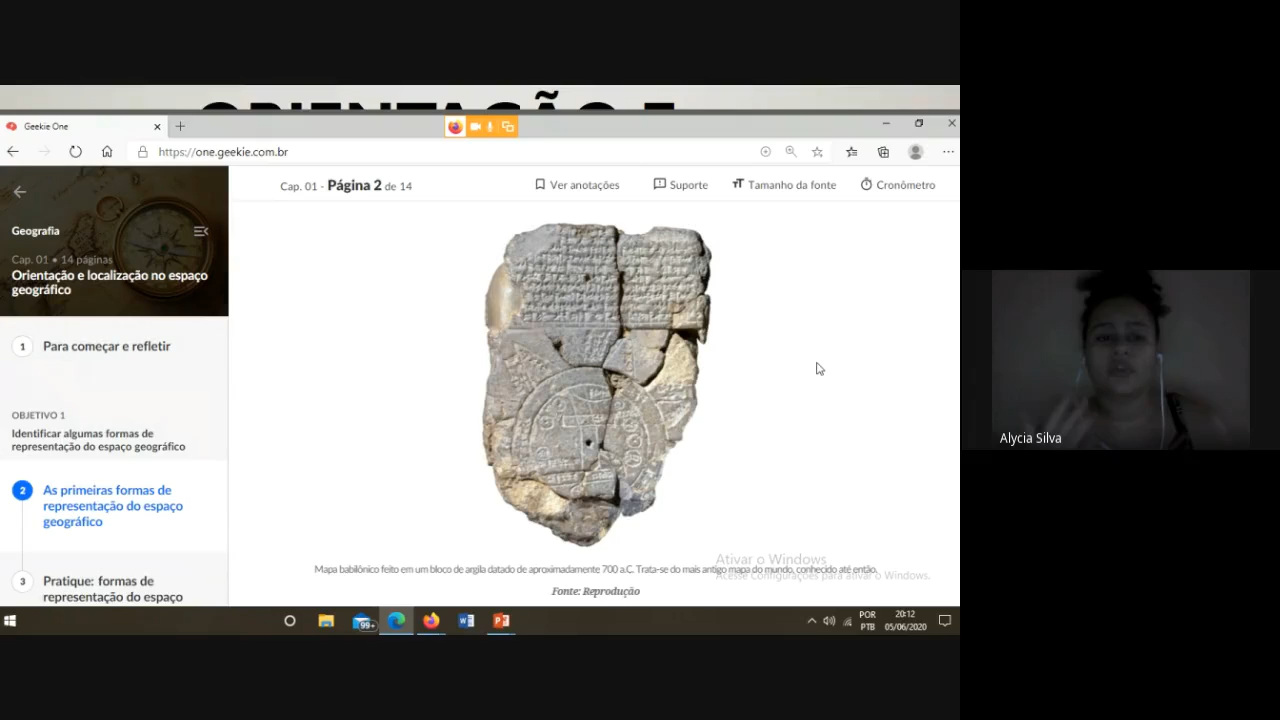 ORIENTAÇÃO E
Geekie One
https://one.geekie.com.br
Cap. 01 - Página 2 de 14
Ver anotações
Suporte
Tamanho da fonte
Cronômetro
Geografia
Cap. 01 • 14 páginas
Orientação e localização no espaço
geográfico
1 Para começar e refletir
OBJETIVO 1
Identificar algumas formas de
representação do espaço geográfico
2 As primeiras formas de
representação do espaço
geográfico
3 Pratique: formas de
representação do espaço
Mapa babilônico feito em um bloco de argila datado de aproximadamente 700 a.C. Trata-se do mais antigo mapa do mundo, conhecido até então.
Fonte: Reprodução
Ativar o Windows
Acesse Configurações para ativar o Windows.
99+
POR
PTB
20:12
05/06/2020
Alycia Silva